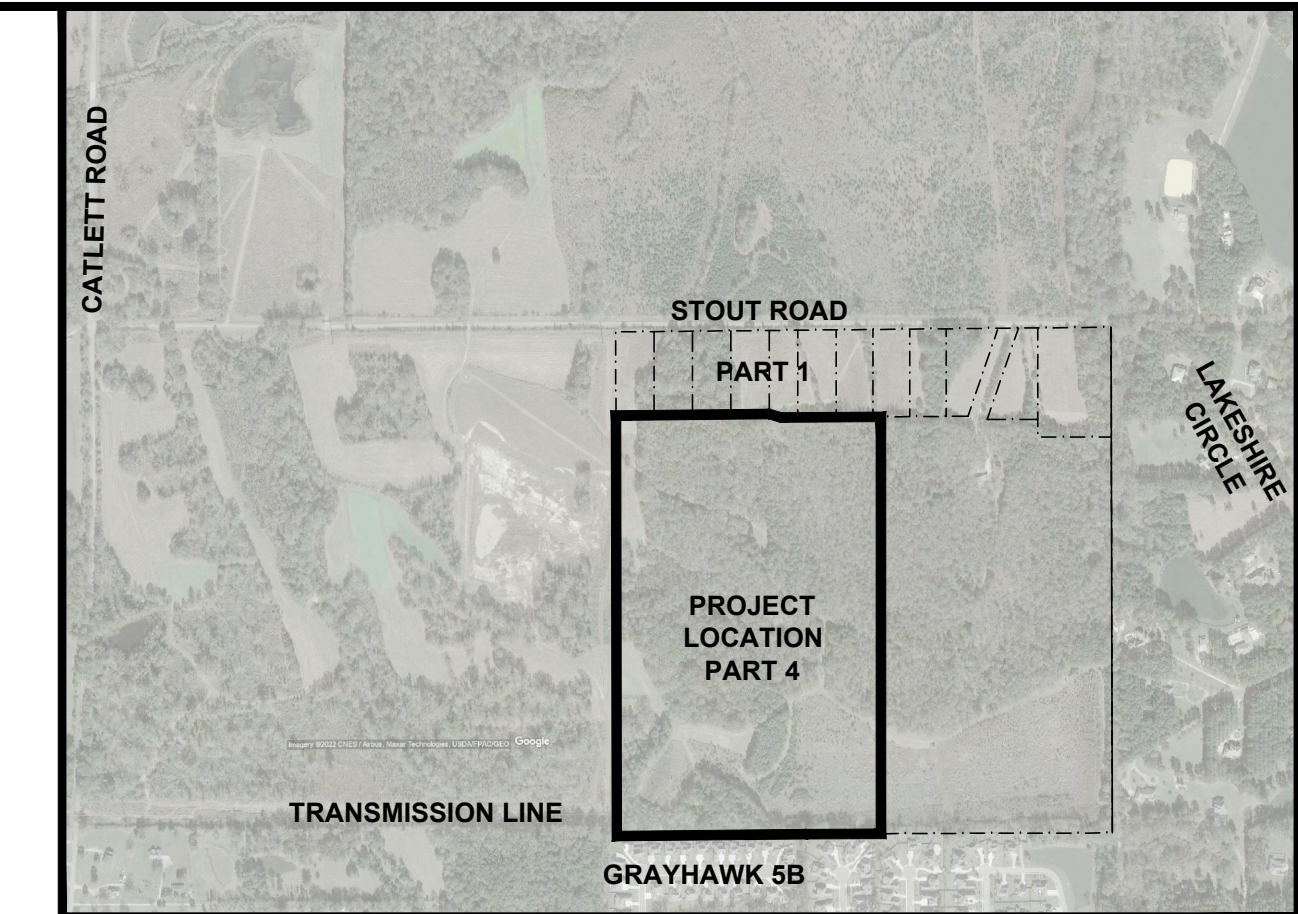 CATLETT ROAD
STOUT ROAD
PART 1
LAKESHIRE
CIRCLE
PROJECT
LOCATION
PART 4
Imagery ©2022 CNES / Airbus, Maxar Technologies, USDA/FPAC/GEO Google
TRANSMISSION LINE
GRAYHAWK 5B